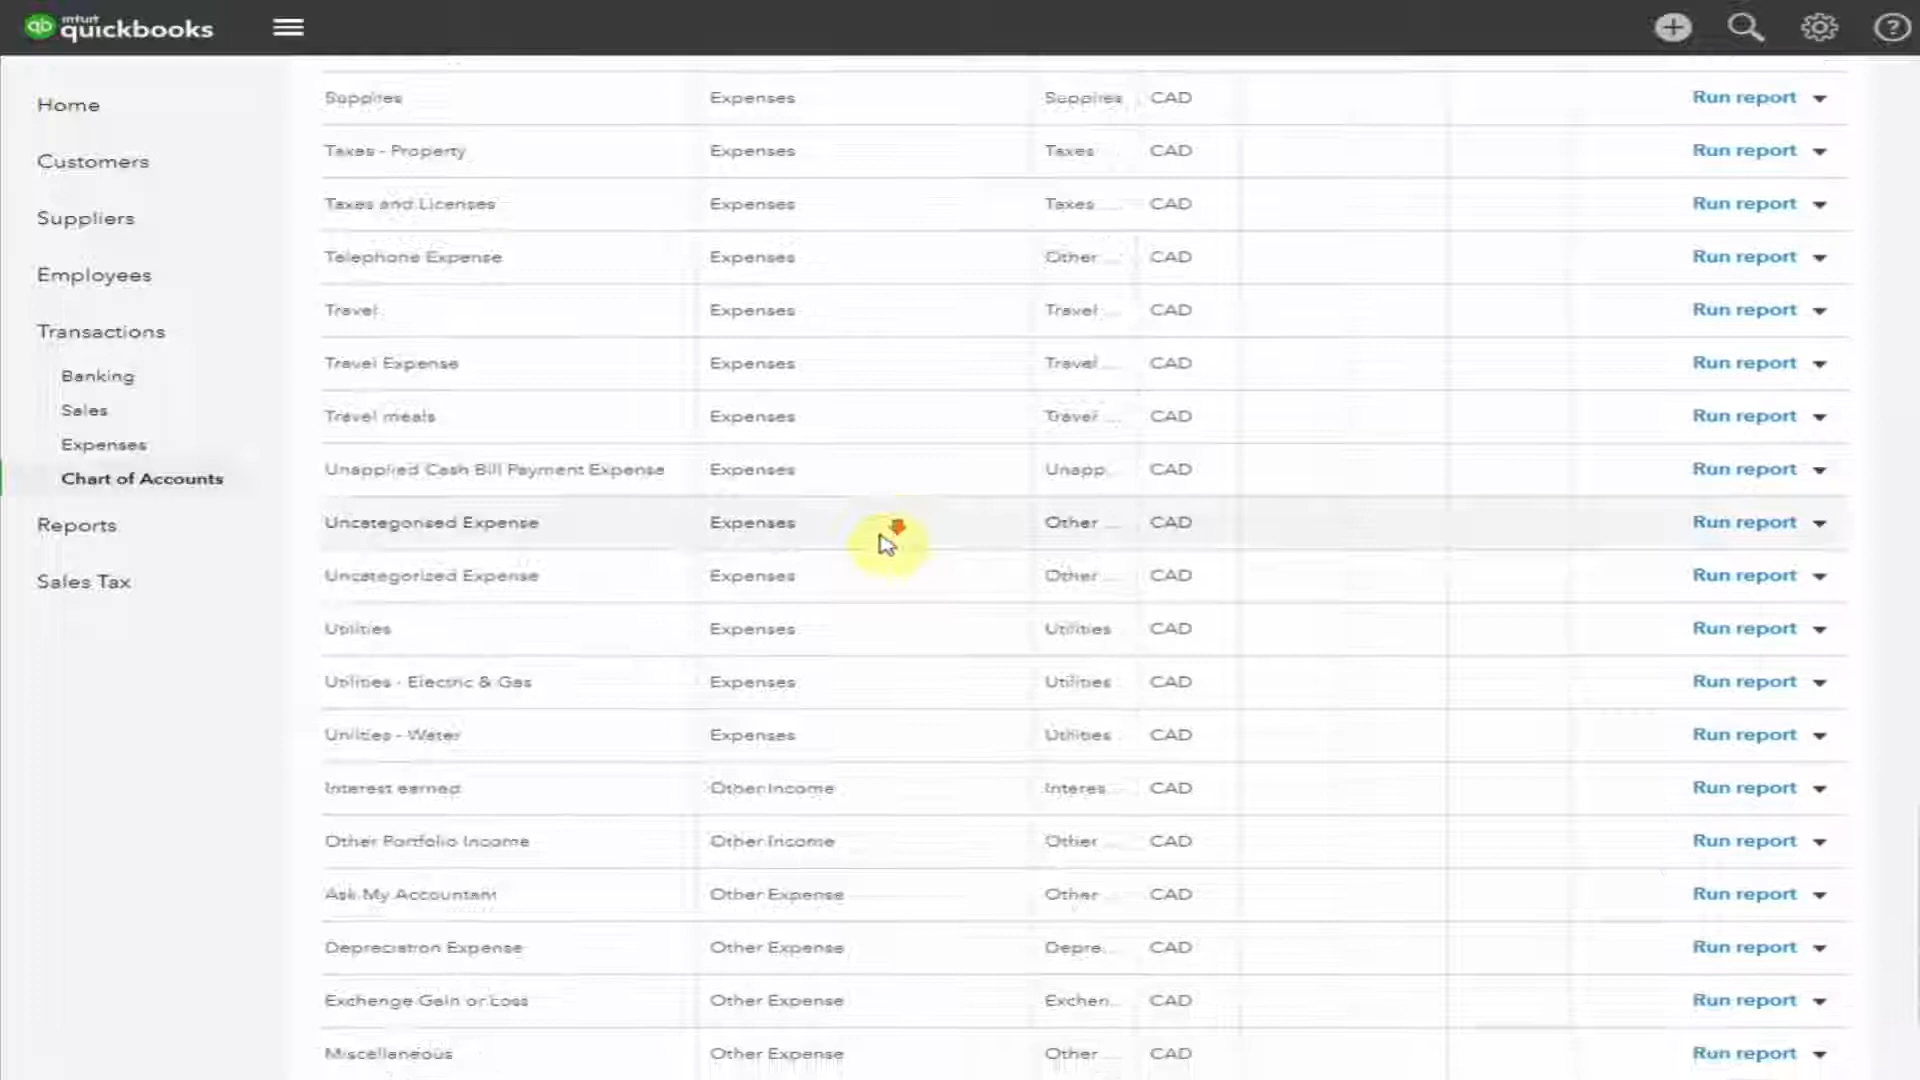 intuit
quickbooks
Home
Customers
Suppliers
Employees
Transactions
Banking
Sales
Expenses
Chart of Accounts
Reports
Sales Tax
Supplies Expenses Supplies CAD Run report
Taxes - Property Expenses Taxes ... CAD Run report
Taxes and Licenses Expenses Taxes ... CAD Run report
Telephone Expense Expenses Other ... CAD Run report
Travel Expenses Travel ... CAD Run report
Travel Expense Expenses Travel ... CAD Run report
Travel meals Expenses Travel ... CAD Run report
Unapplied Cash Bill Payment Expense Expenses Unapp... CAD Run report
Uncategorised Expense Expenses Other ... CAD Run report
Uncategorized Expense Expenses Other ... CAD Run report
Utilities Expenses Utilities CAD Run report
Utilities - Electric & Gas Expenses Utilities CAD Run report
Utilities - Water Expenses Utilities CAD Run report
Interest earned Other Income Interes... CAD Run report
Other Portfolio Income Other Income Other ... CAD Run report
Ask My Accountant Other Expense Other ... CAD Run report
Depreciation Expense Other Expense Depre... CAD Run report
Exchange Gain or Loss Other Expense Exchan... CAD Run report
Miscellaneous Other Expense Other ... CAD Run report